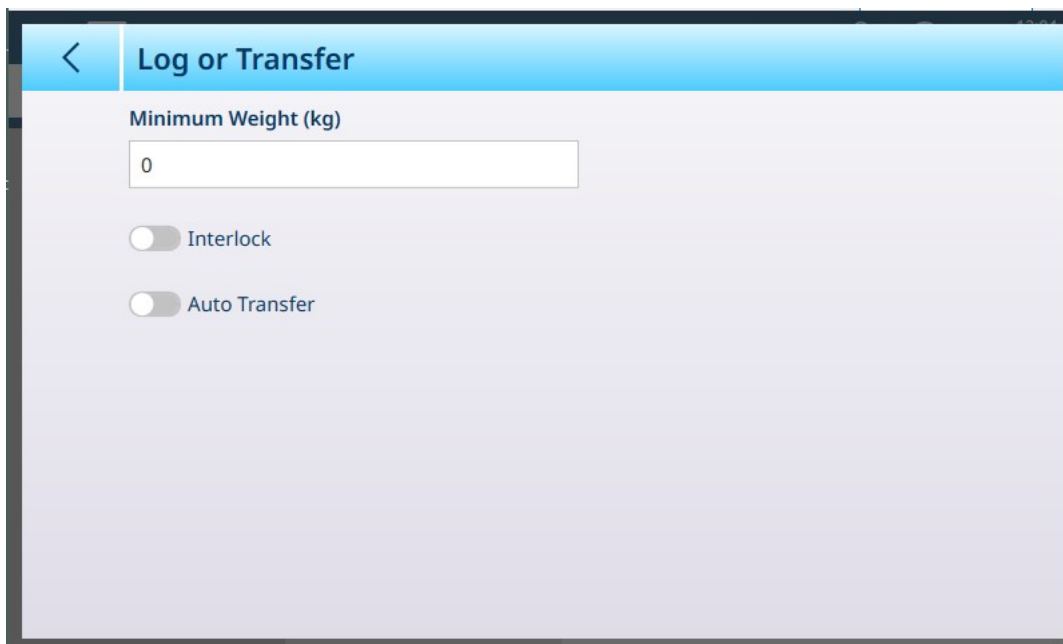 Log or Transfer
Minimum Weight (kg)
0
Interlock
Auto Transfer